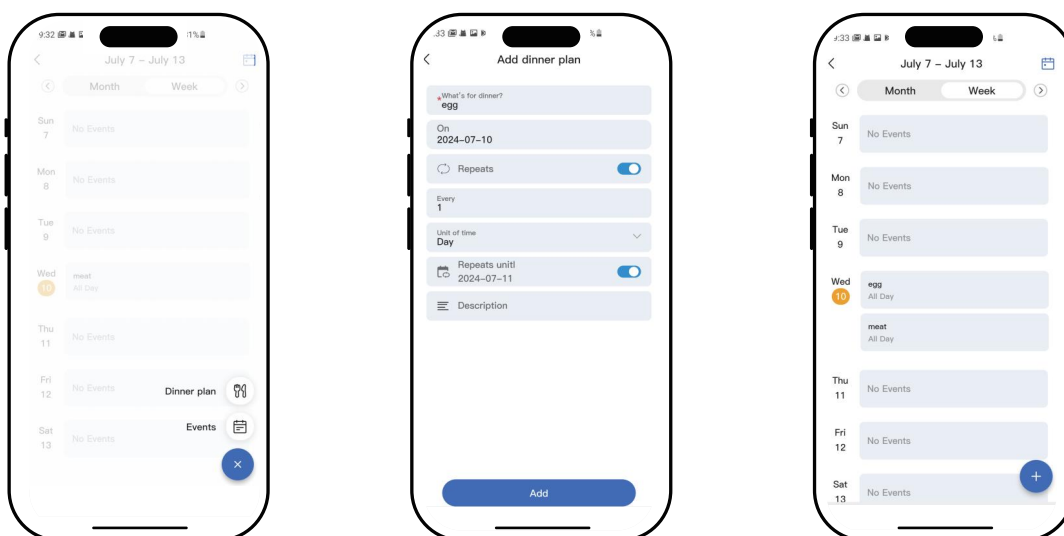 9:32
1%
July 7 – July 13
Month Week
Sun
7
No Events
Mon
8
No Events
Tue
9
No Events
Wed
10
meat
All Day
Thu
11
No Events
Fri
12
No Events
Dinner plan
Events
Sat
13
No Events
:33
%
Add dinner plan
*What's for dinner?
egg
On
2024-07-10
Repeats
Every
1
Unit of time
Day
Repeats unitl
2024-07-11
Description
Add
:33
July 7 – July 13
Month Week
Sun
7
No Events
Mon
8
No Events
Tue
9
No Events
Wed
10
egg
All Day
meat
All Day
Thu
11
No Events
Fri
12
No Events
Sat
13
No Events